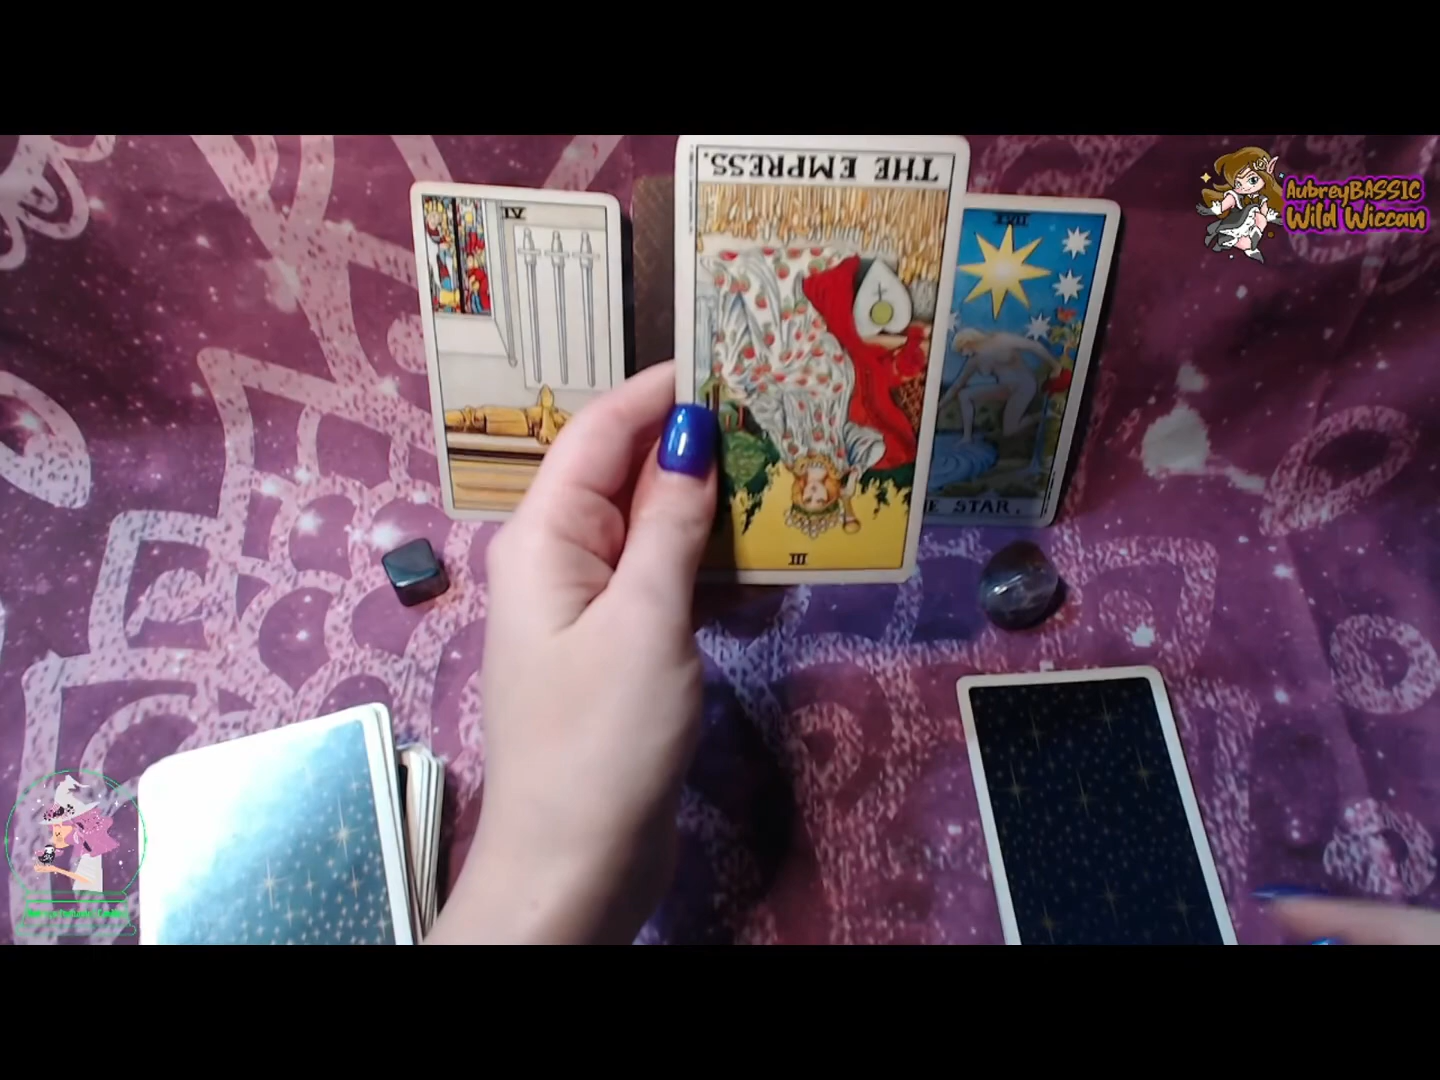 THE EMPRESS.
III
IV
XVII
E STAR.
AubreyBASSIC
Wild Wiccan